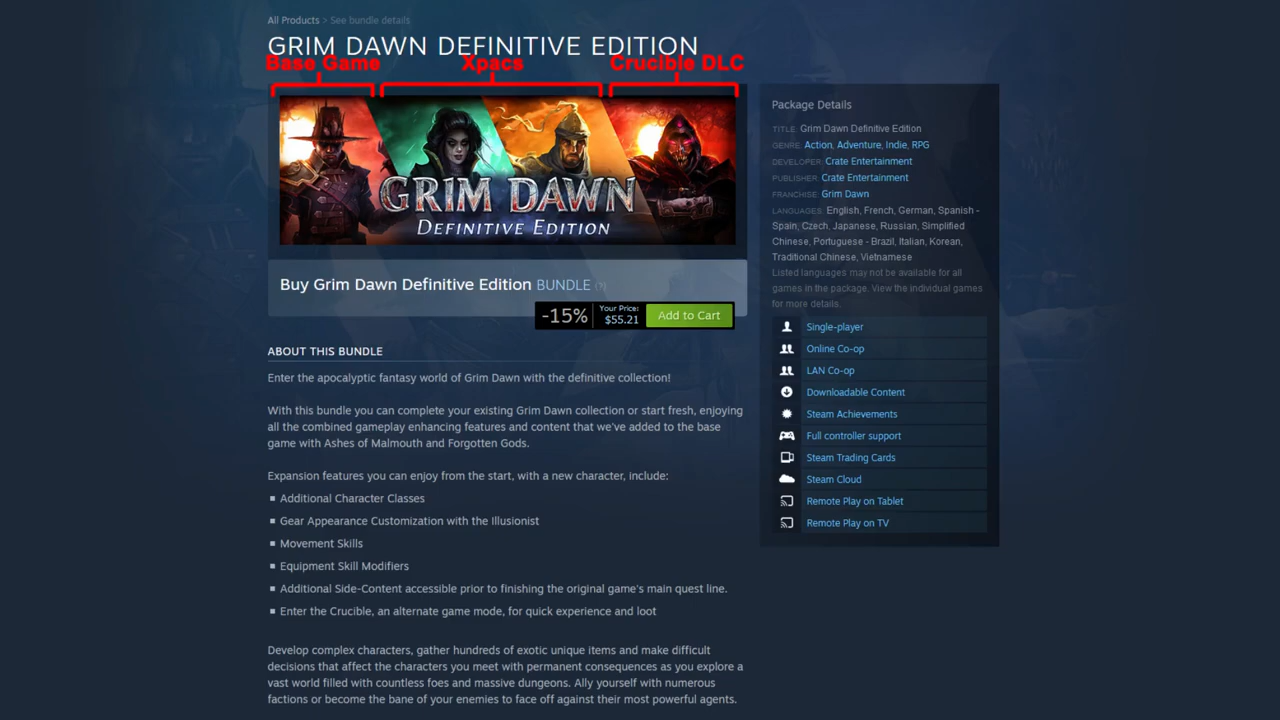 All Products > See bundle details
GRIM DAWN DEFINITIVE EDITION
Base Game
Xpacs
Crucible DLC
GRIM DAWN
DEFINITIVE EDITION
Buy Grim Dawn Definitive Edition BUNDLE (?)
-15%
Your Price:
$55.21
Add to Cart
ABOUT THIS BUNDLE
Enter the apocalyptic fantasy world of Grim Dawn with the definitive collection!
With this bundle you can complete your existing Grim Dawn collection or start fresh, enjoying
all the combined gameplay enhancing features and content that we've added to the base
game with Ashes of Malmouth and Forgotten Gods.
Expansion features you can enjoy from the start, with a new character, include:
Additional Character Classes
Gear Appearance Customization with the Illusionist
Movement Skills
Equipment Skill Modifiers
Additional Side-Content accessible prior to finishing the original game's main quest line.
Enter the Crucible, an alternate game mode, for quick experience and loot
Develop complex characters, gather hundreds of exotic unique items and make difficult
decisions that affect the characters you meet with permanent consequences as you explore a
vast world filled with countless foes and massive dungeons. Ally yourself with numerous
factions or become the bane of your enemies to face off against their most powerful agents.
Package Details
TITLE: Grim Dawn Definitive Edition
GENRE: Action, Adventure, Indie, RPG
DEVELOPER: Crate Entertainment
PUBLISHER: Crate Entertainment
FRANCHISE: Grim Dawn
LANGUAGES: English, French, German, Spanish -
Spain, Czech, Japanese, Russian, Simplified
Chinese, Portuguese - Brazil, Italian, Korean,
Traditional Chinese, Vietnamese
Listed languages may not be available for all
games in the package. View the individual games
for more details.
Single-player
Online Co-op
LAN Co-op
Downloadable Content
Steam Achievements
Full controller support
Steam Trading Cards
Steam Cloud
Remote Play on Tablet
Remote Play on TV